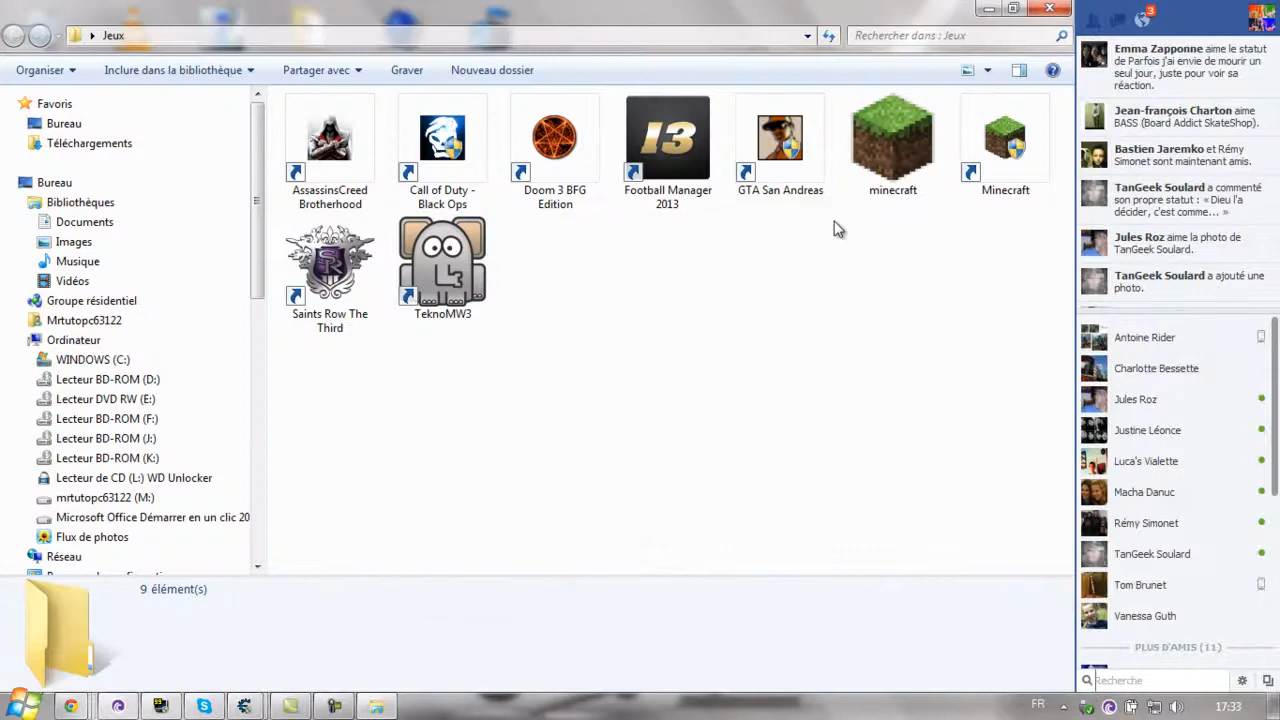 Jeux
Rechercher dans : Jeux
Organiser
Inclure dans la bibliothèque
Partager avec
Graver
Nouveau dossier
Favoris
Bureau
Téléchargements
Bureau
Bibliothèques
Documents
Images
Musique
Vidéos
Groupe résidentiel
Mrtutopc63122
Ordinateur
WINDOWS (C:)
Lecteur BD-ROM (D:)
Lecteur DVD RW (E:)
Lecteur BD-ROM (F:)
Lecteur BD-ROM (J:)
Lecteur BD-ROM (K:)
Lecteur de CD (L:) WD Unlocker
mrtutopc63122 (M:)
Microsoft Office Démarrer en un clic 20
Flux de photos
Réseau
AssassinsCreed
Brotherhood
Call of Duty -
Black Ops
Doom 3 BFG
Edition
13
Football Manager
2013
GTA San Andreas
minecraft
Minecraft
Saints Row The
Third
TeknoMW3
9 élément(s)
3
Emma Zapponne aime le statut
de Parfois j'ai envie de mourir un
seul jour, juste pour voir sa
réaction.
Jean-françois Charton aime
BASS (Board Addict SkateShop).
Bastien Jaremko et Rémy
Simonet sont maintenant amis.
TanGeek Soulard a commenté
son propre statut : « Dieu l'a
décider, c'est comme... »
Jules Roz aime la photo de
TanGeek Soulard.
TanGeek Soulard a ajouté une
photo.
Antoine Rider
Charlotte Bessette
Jules Roz
Justine Léonce
Luca's Vialette
Macha Danuc
Rémy Simonet
TanGeek Soulard
Tom Brunet
Vanessa Guth
PLUS D'AMIS (11)
Recherche
FR
17:33